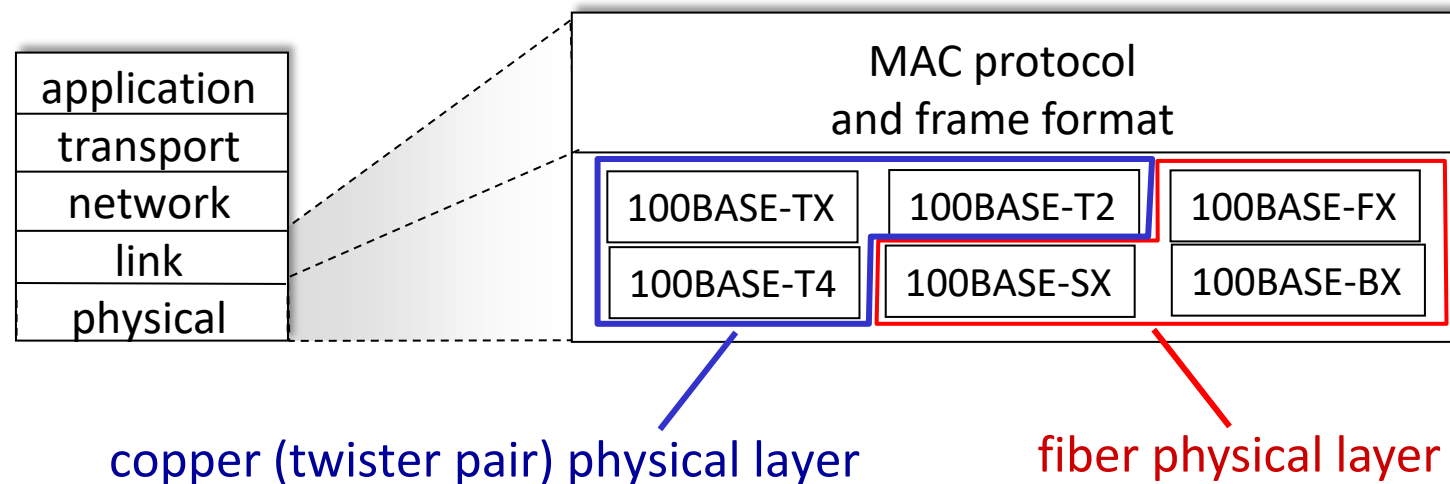 application
transport
network
link
physical
MAC protocol
and frame format
100BASE-TX
100BASE-T2
100BASE-FX
100BASE-T4
100BASE-SX
100BASE-BX
copper (twister pair) physical layer
fiber physical layer